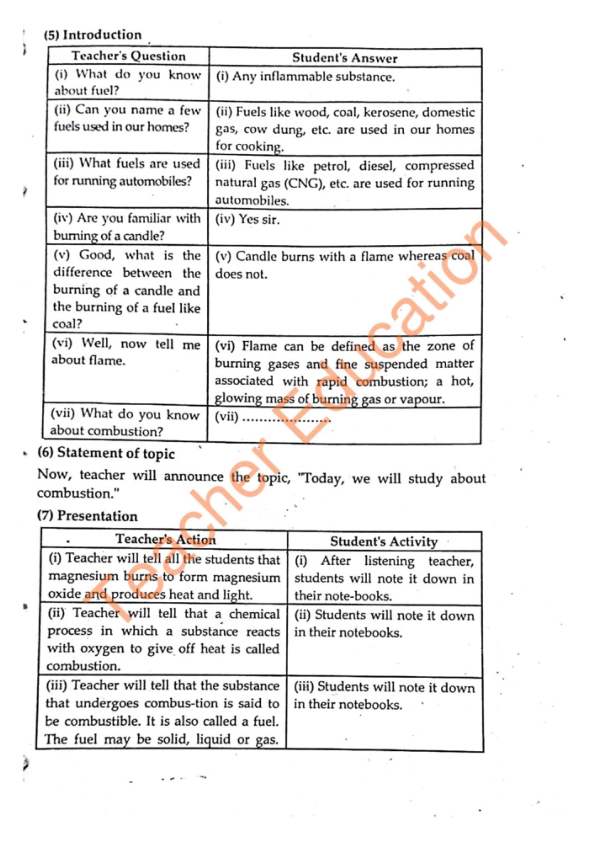 (5) Introduction
Teacher's Question
Student's Answer
(i) What do you know
about fuel?
(i) Any inflammable substance.
(ii) Can you name a few
fuels used in our homes?
(ii) Fuels like wood, coal, kerosene, domestic
gas, cow dung, etc. are used in our homes
for cooking.
(iii) What fuels are used
for running automobiles?
(iii) Fuels like petrol, diesel, compressed
natural gas (CNG), etc. are used for running
automobiles.
(iv) Are you familiar with
burning of a candle?
(iv) Yes sir.
(v) Good, what is the
difference between the
burning of a candle and
the burning of a fuel like
coal?
(v) Candle burns with a flame whereas coal
does not.
(vi) Well, now tell me
about flame.
(vi) Flame can be defined as the zone of
burning gases and fine suspended matter
associated with rapid combustion; a hot,
glowing mass of burning gas or vapour.
(vii) What do you know
about combustion?
(vii) .....................
(6) Statement of topic
Now, teacher will announce the topic, "Today, we will study about
combustion."
(7) Presentation
Teacher's Action
Student's Activity
(i) Teacher will tell all the students that
magnesium burns to form magnesium
oxide and produces heat and light.
(i) After listening teacher,
students will note it down in
their note-books.
(ii) Teacher will tell that a chemical
process in which a substance reacts
with oxygen to give off heat is called
combustion.
(ii) Students will note it down
in their notebooks.
(iii) Teacher will tell that the substance
that undergoes combus-tion is said to
be combustible. It is also called a fuel.
The fuel may be solid, liquid or gas.
(iii) Students will note it down
in their notebooks.
Teacher Education